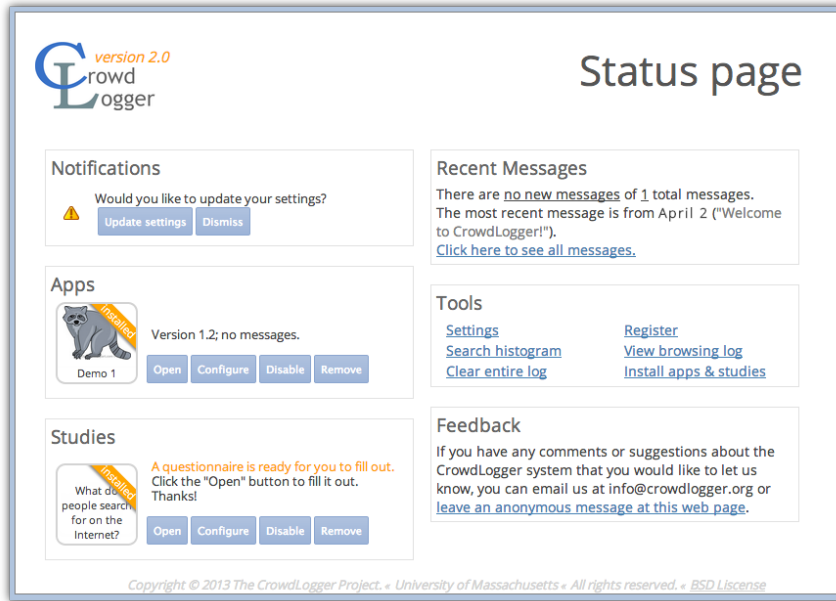 version 2.0
Crowd
Logger
Status page
Notifications
Would you like to update your settings?
Update settings Dismiss
Apps
installed
Version 1.2; no messages.
Demo 1
Open Configure Disable Remove
Studies
installed
A questionnaire is ready for you to fill out.
Click the "Open" button to fill it out.
Thanks!
What do
people search
for on the
Internet?
Open Configure Disable Remove
Recent Messages
There are no new messages of 1 total messages.
The most recent message is from April 2 ("Welcome
to CrowdLogger!").
Click here to see all messages.
Tools
Settings Register
Search histogram View browsing log
Clear entire log Install apps & studies
Feedback
If you have any comments or suggestions about the
CrowdLogger system that you would like to let us
know, you can email us at info@crowdlogger.org or
leave an anonymous message at this web page.
Copyright © 2013 The CrowdLogger Project. « University of Massachusetts « All rights reserved. « BSD Liscense